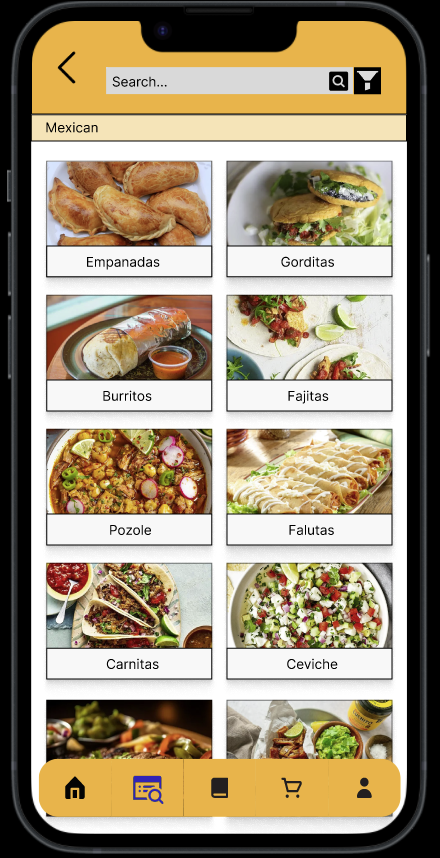 Search...
Mexican
Empanadas
Gorditas
Burritos
Fajitas
Pozole
Falutas
Carnitas
Ceviche